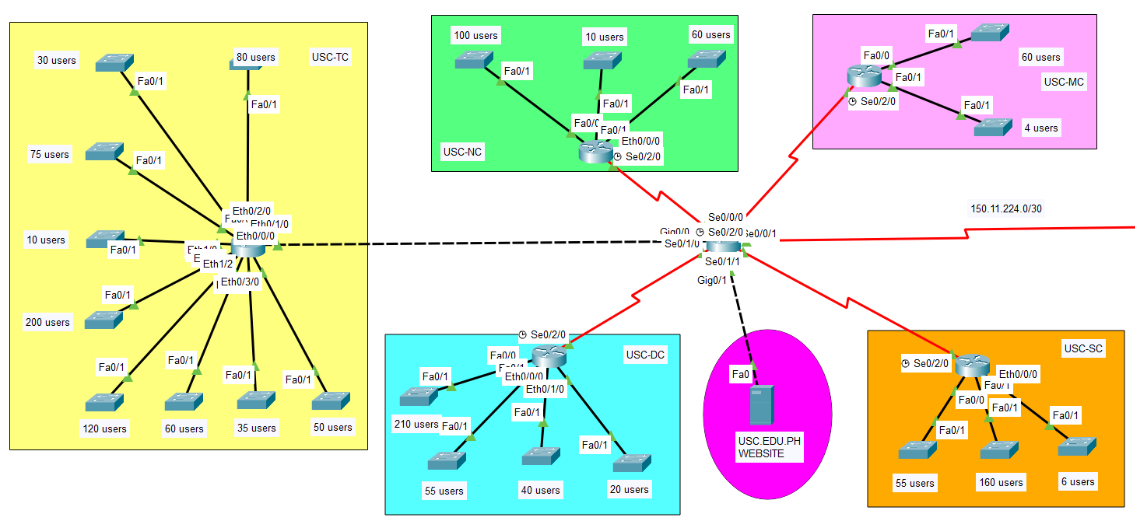 30 users
80 users
USC-TC
Fa0/1
Fa0/1
75 users
Fa0/1
10 users
Fa0/1
Eth0/2/0
Eth0/1/0
Eth0/0/0
Eth1/2
Eth0/3/0
Fa0/1
200 users
Fa0/1
Fa0/1
Fa0/1
Fa0/1
120 users
60 users
35 users
50 users
100 users
10 users
60 users
Fa0/1
Fa0/1
Fa0/1
Fa0/1
Eth0/0/0
Se0/2/0
USC-NC
Fa0/1
Fa0/0
60 users
USC-MC
Fa0/1
Se0/2/0
Fa0/1
4 users
150.11.224.0/30
Se0/0/0
Gig0/0
Se0/2/0
Se0/0/1
Se0/1/0
Se0/1/1
Gig0/1
Se0/2/0
USC-DC
Fa0/0
Fa0/1
Eth0/0/0
Eth0/1/0
Fa0/1
210 users
Fa0/1
Fa0/1
Fa0/1
55 users
40 users
20 users
Fa0
USC.EDU.PH
WEBSITE
USC-SC
Se0/2/0
Eth0/0/0
Fa0/1
Fa0/0
Fa0/1
Fa0/1
Fa0/1
55 users
160 users
6 users